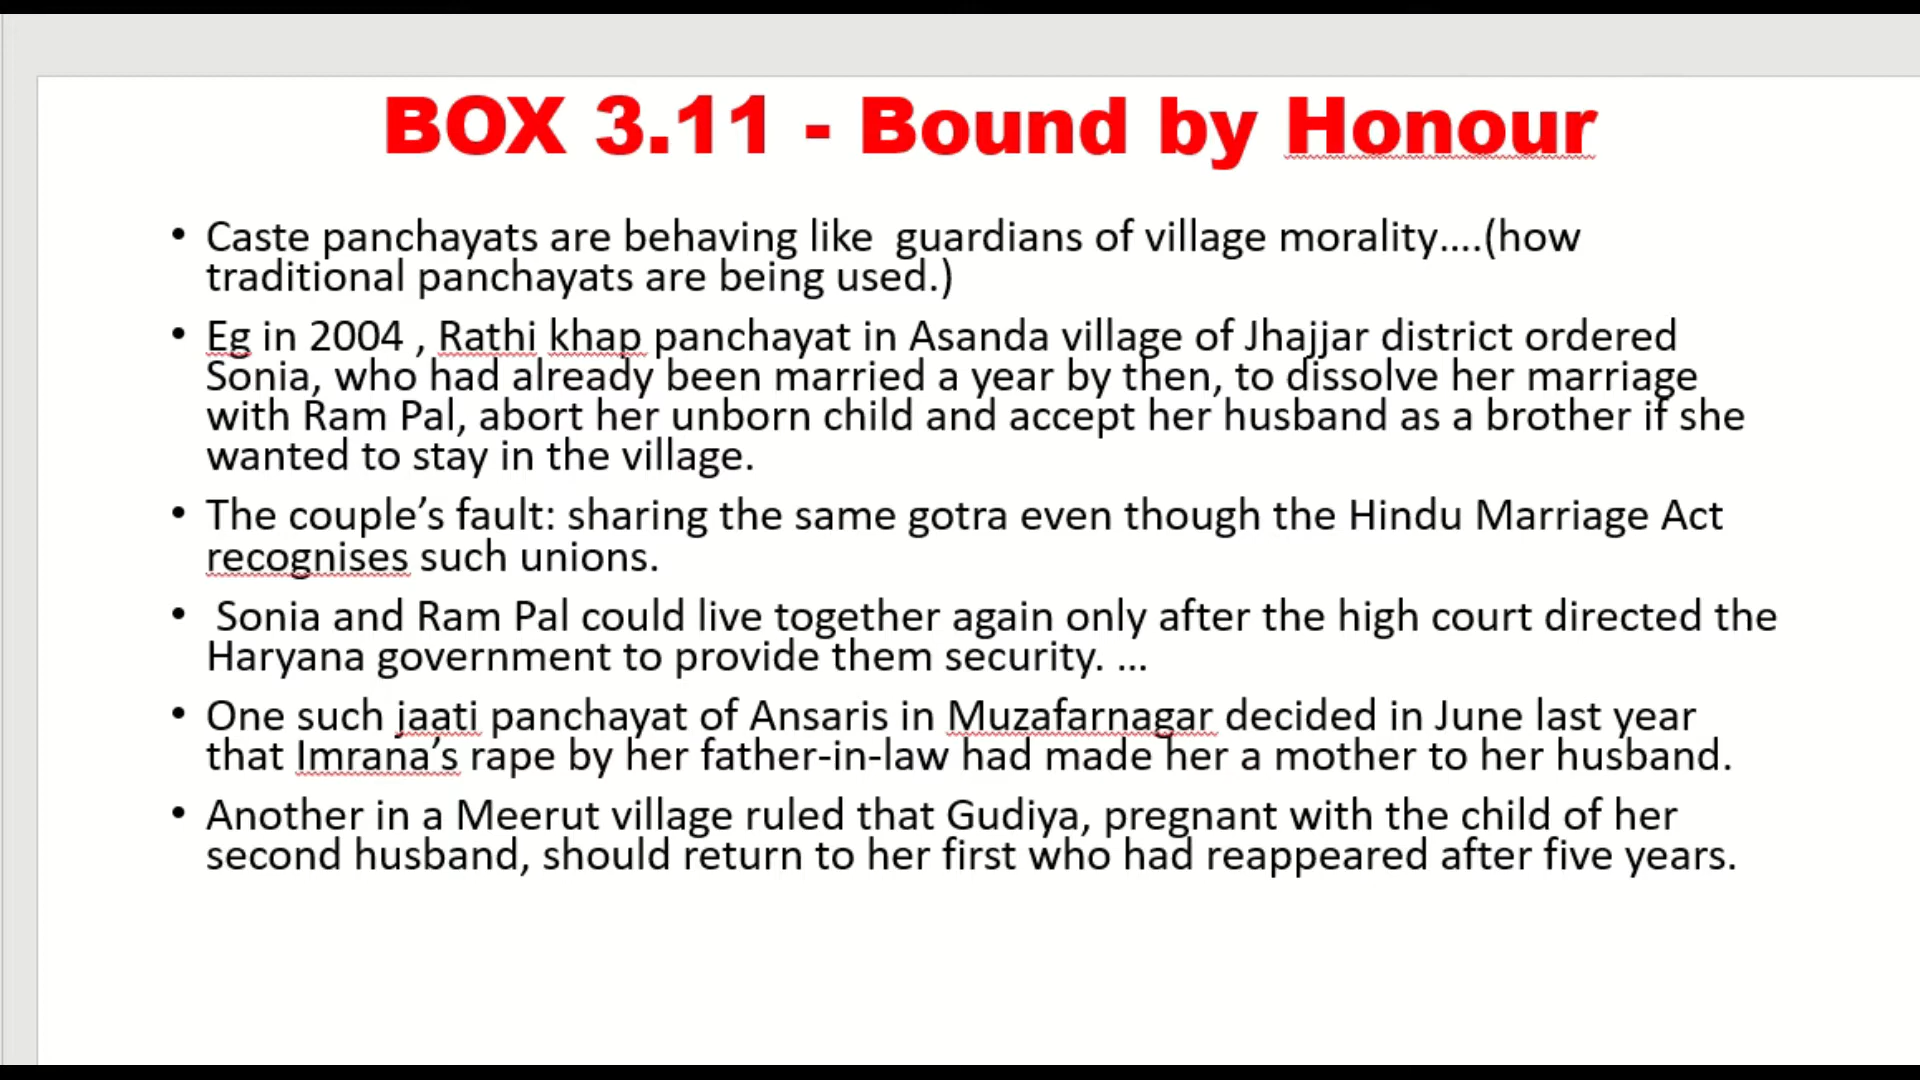 BOX 3.11 - Bound by Honour
• Caste panchayats are behaving like guardians of village morality....(how
traditional panchayats are being used.)
• Eg in 2004 , Rathi khap panchayat in Asanda village of Jhajjar district ordered
Sonia, who had already been married a year by then, to dissolve her marriage
with Ram Pal, abort her unborn child and accept her husband as a brother if she
wanted to stay in the village.
• The couple’s fault: sharing the same gotra even though the Hindu Marriage Act
recognises such unions.
• Sonia and Ram Pal could live together again only after the high court directed the
Haryana government to provide them security. ...
• One such jaati panchayat of Ansaris in Muzafarnagar decided in June last year
that Imrana’s rape by her father-in-law had made her a mother to her husband.
• Another in a Meerut village ruled that Gudiya, pregnant with the child of her
second husband, should return to her first who had reappeared after five years.